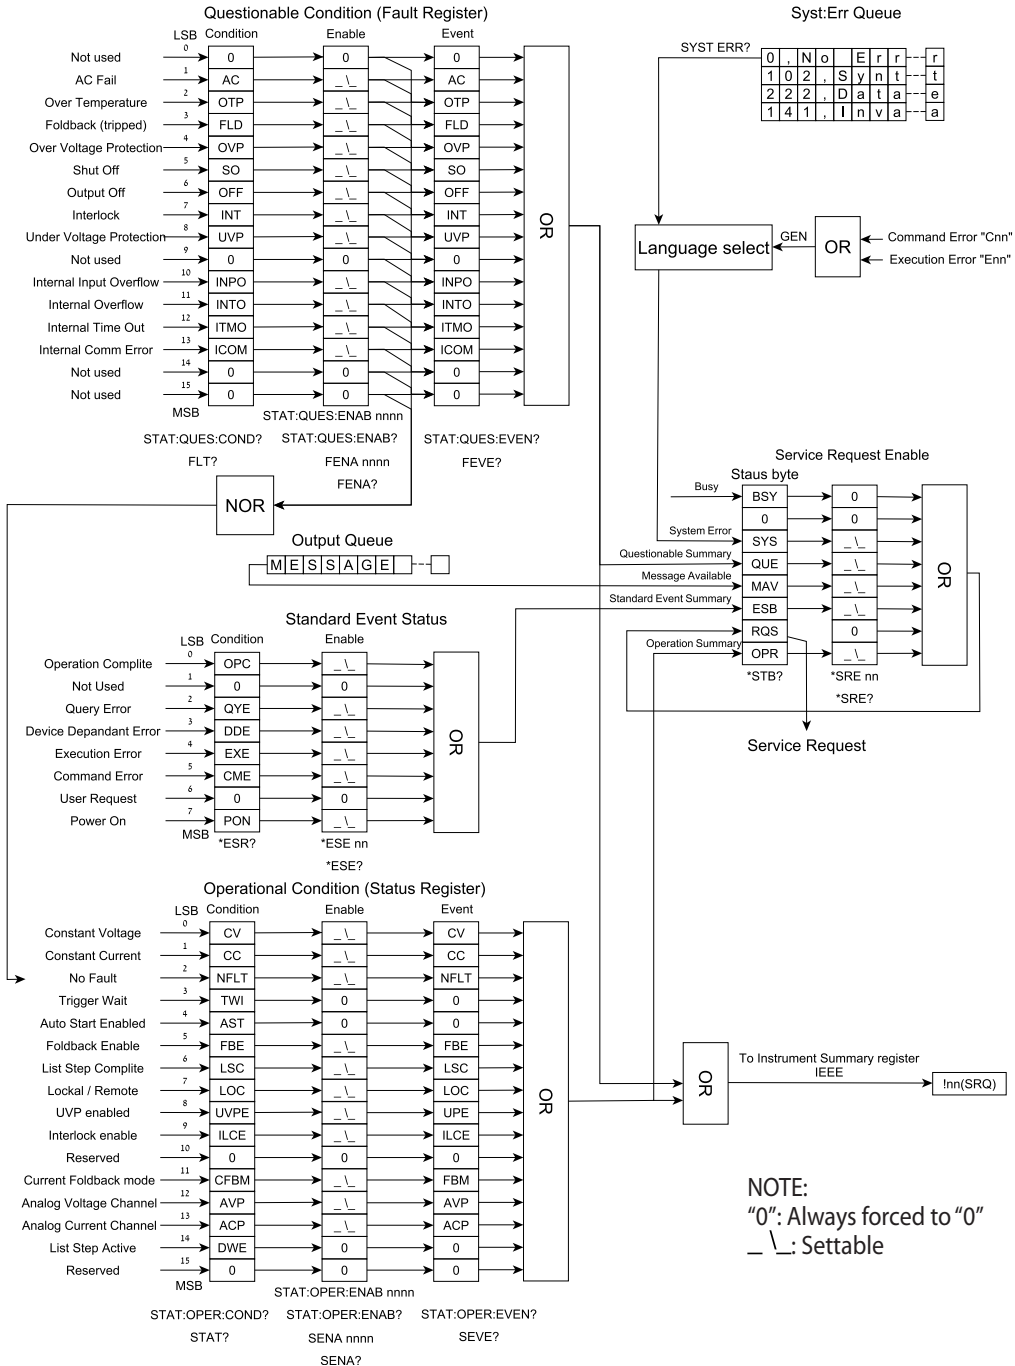 Questionable Condition (Fault Register)
LSB Condition Enable Event
Not used 0 0 0 0
AC Fail 1 AC _ \_ AC
Over Temperature 2 OTP _ \_ OTP
Foldback (tripped) 3 FLD _ \_ FLD
Over Voltage Protection 4 OVP _ \_ OVP
Shut Off 5 SO _ \_ SO
Output Off 6 OFF _ \_ OFF
Interlock 7 INT _ \_ INT
Under Voltage Protection 8 UVP _ \_ UVP
Not used 9 0 0 0
Internal Input Overflow 10 INPO _ \_ INPO
Internal Overflow 11 INTO _ \_ INTO
Internal Time Out 12 ITMO _ \_ ITMO
Internal Comm Error 13 ICOM _ \_ ICOM
Not used 14 0 0 0
Not used 15 0 0 0
MSB
OR
STAT:QUES:ENAB nnnn
STAT:QUES:COND? STAT:QUES:ENAB? STAT:QUES:EVEN?
FLT? FENA nnnn FEVE?
FENA?
NOR
Syst:Err Queue
SYST ERR?
0 , N o E r r r
1 0 2 , S y n t t
2 2 2 , D a t a e
1 4 1 , I n v a a
Language select
GEN
OR
Command Error "Cnn"
Execution Error "Enn"
Output Queue
M E S S A G E
Service Request Enable
Staus byte
Busy BSY 0
0 0
System Error SYS _ \_
Questionable Summary QUE _ \_
Message Available MAV _ \_
Standard Event Summary ESB _ \_
RQS 0
Operation Summary OPR _ \_
OR
*STB? *SRE nn
*SRE?
Service Request
Standard Event Status
LSB Condition Enable
Operation Complite 0 OPC _ \_
Not Used 1 0 0
Query Error 2 QYE _ \_
Device Depandant Error 3 DDE _ \_
Execution Error 4 EXE _ \_
Command Error 5 CME _ \_
User Request 6 0 0
Power On 7 PON _ \_
MSB
OR
*ESR? *ESE nn
*ESE?
Operational Condition (Status Register)
LSB Condition Enable Event
Constant Voltage 0 CV _ \_ CV
Constant Current 1 CC _ \_ CC
No Fault 2 NFLT _ \_ NFLT
Trigger Wait 3 TWI 0 0
Auto Start Enabled 4 AST 0 0
Foldback Enable 5 FBE _ \_ FBE
List Step Complite 6 LSC _ \_ LSC
Lockal / Remote 7 LOC _ \_ LOC
UVP enabled 8 UVPE _ \_ UPE
Interlock enable 9 ILCE _ \_ ILCE
Reserved 10 0 0 0
Current Foldback mode 11 CFBM _ \_ FBM
Analog Voltage Channel 12 AVP _ \_ AVP
Analog Current Channel 13 ACP _ \_ ACP
List Step Active 14 DWE 0 0
Reserved 15 0 0 0
MSB
OR
STAT:OPER:ENAB nnnn
STAT:OPER:COND? STAT:OPER:ENAB? STAT:OPER:EVEN?
STAT? SENA nnnn SEVE?
SENA?
OR
To Instrument Summary register
IEEE
!nn(SRQ)
NOTE:
“0”: Always forced to “0”
_ \_: Settable